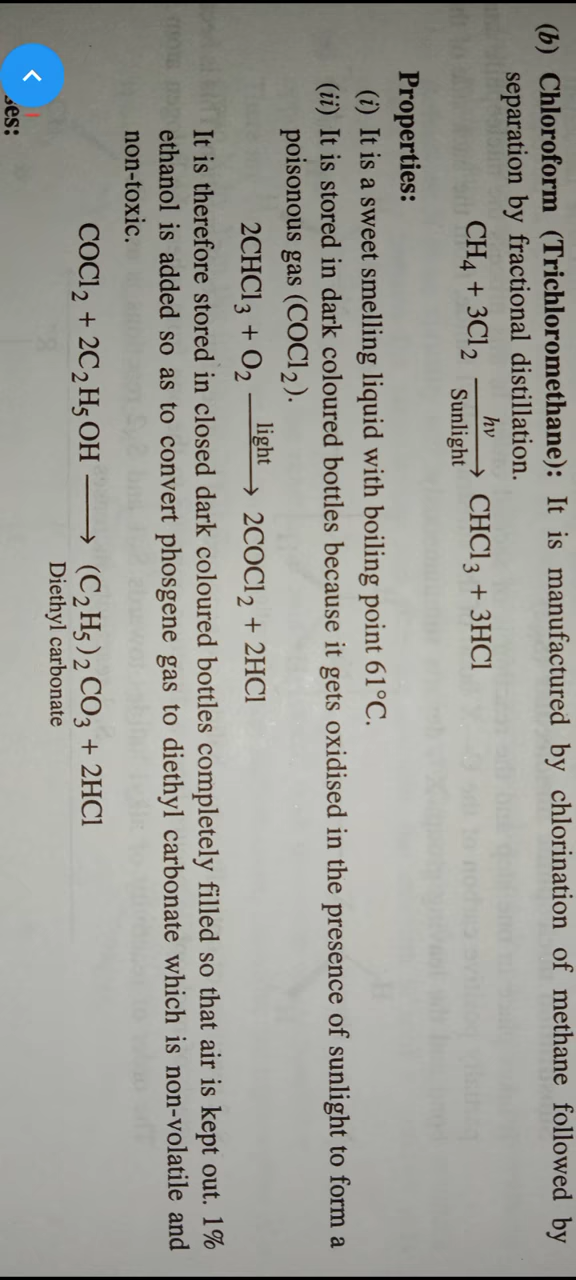 (b) Chloroform (Trichloromethane): It is manufactured by chlorination of methane followed by
separation by fractional distillation.
CH₄ + 3Cl₂ —hν/Sunlight→ CHCl₃ + 3HCl
Properties:
(i) It is a sweet smelling liquid with boiling point 61°C.
(ii) It is stored in dark coloured bottles because it gets oxidised in the presence of sunlight to form a
poisonous gas (COCl₂).
2CHCl₃ + O₂ —light→ 2COCl₂ + 2HCl
It is therefore stored in closed dark coloured bottles completely filled so that air is kept out. 1%
ethanol is added so as to convert phosgene gas to diethyl carbonate which is non-volatile and
non-toxic.
COCl₂ + 2C₂H₅OH ⟶ (C₂H₅)₂CO₃ + 2HCl
Diethyl carbonate